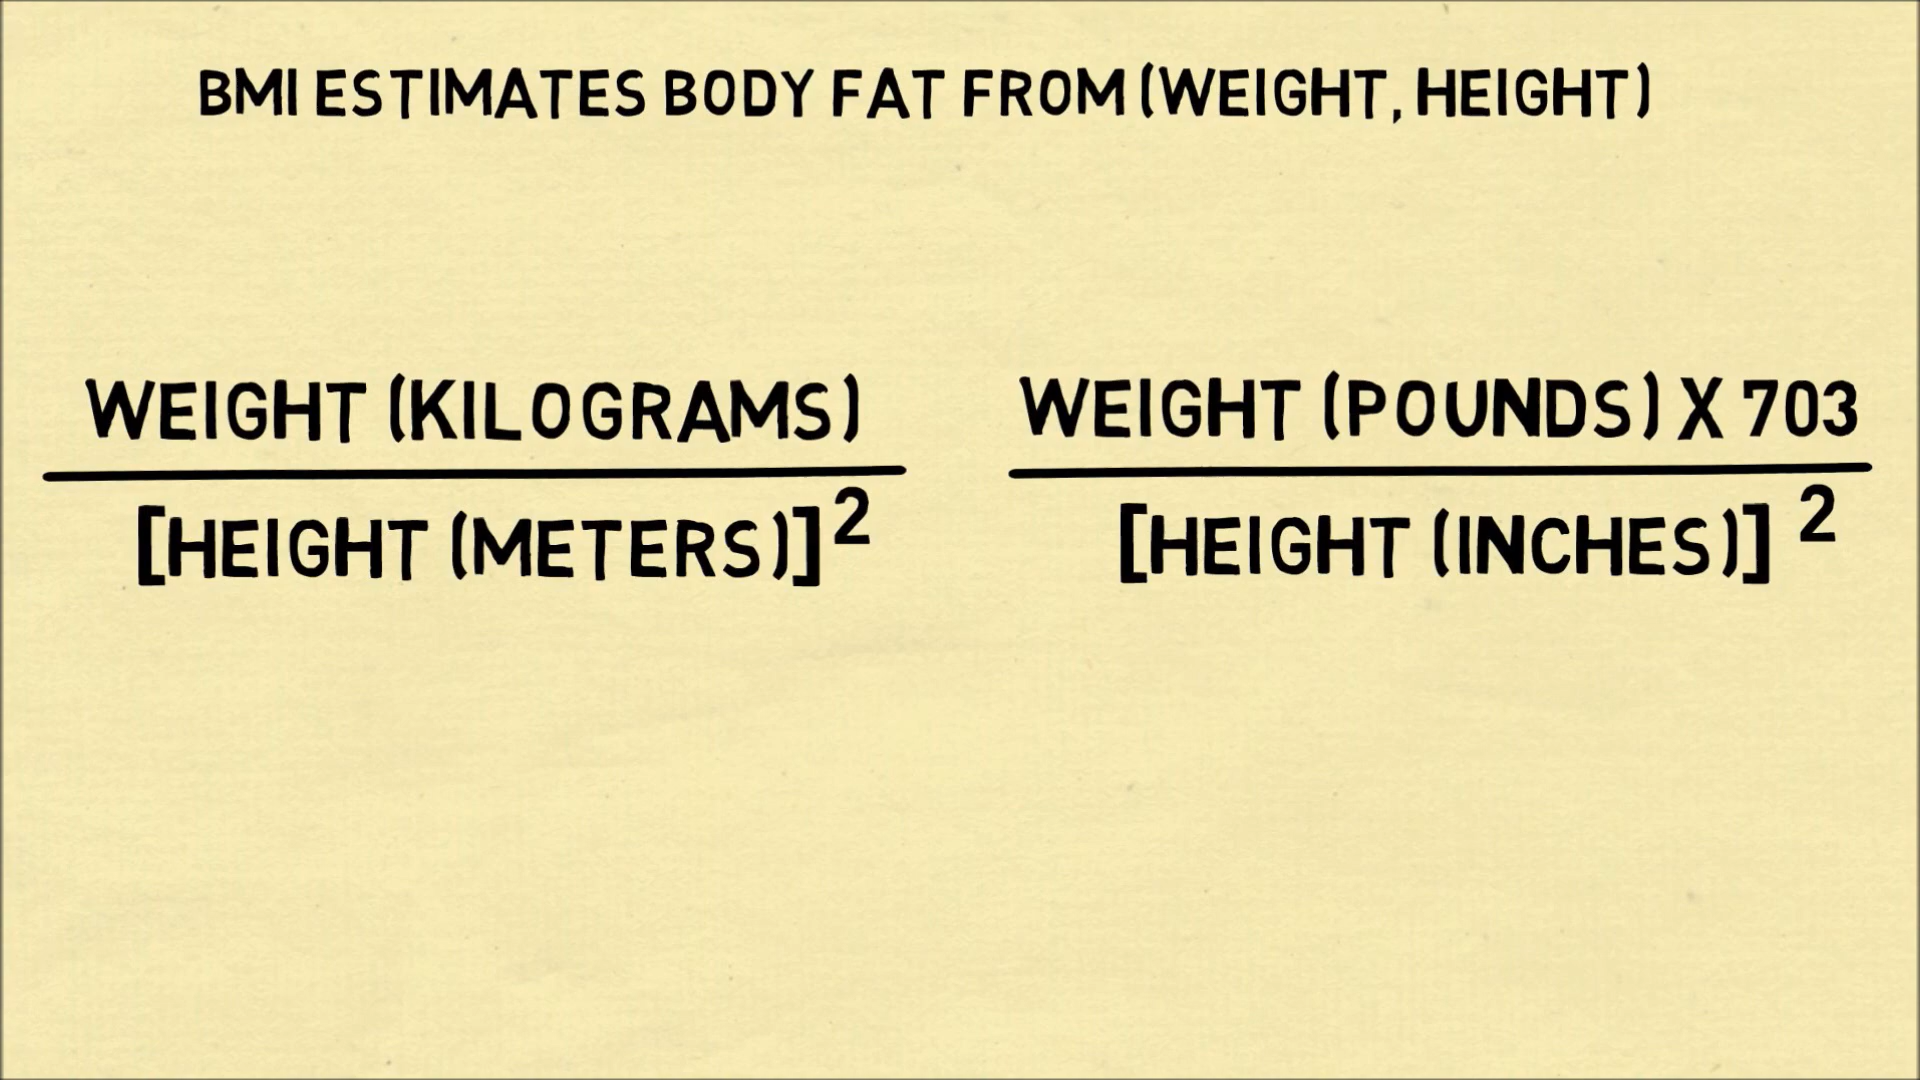 BMI ESTIMATES BODY FAT FROM (WEIGHT, HEIGHT)
WEIGHT (KILOGRAMS)
[HEIGHT (METERS)]²
WEIGHT (POUNDS) X 703
[HEIGHT (INCHES)] ²